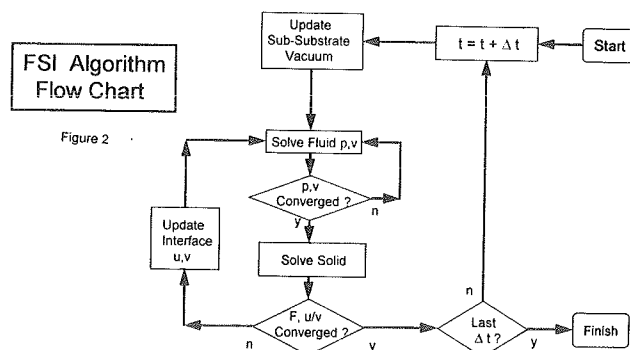 FSI Algorithm
Flow Chart
Figure 2
Update
Sub-Substrate
Vacuum
t = t + Δ t
Start
Solve Fluid p,v
p,v
Converged ?
n
y
Update
Interface
u,v
Solve Solid
F, u/v
Converged ?
n
y
n
Last
Δ t ?
y
Finish